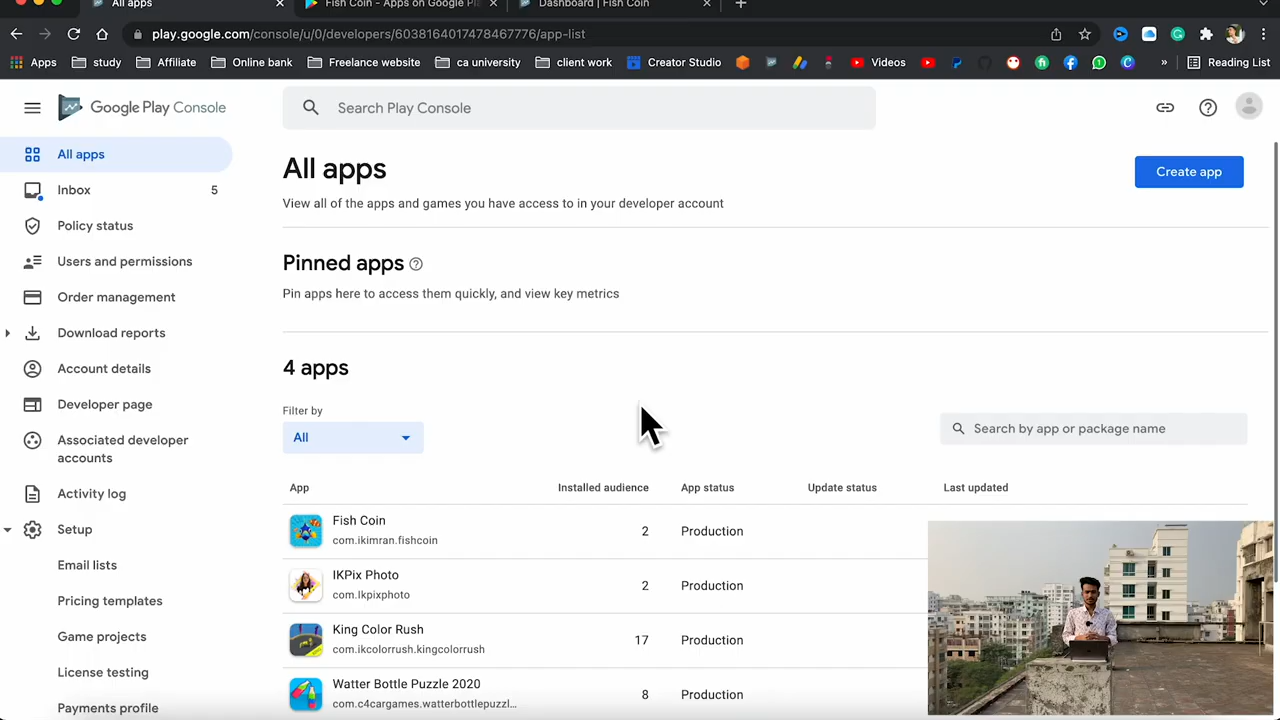 All apps
Fish Coin - Apps on Google Pl
Dashboard | Fish Coin
play.google.com/console/u/0/developers/6038164017478467776/app-list
Apps
study
Affiliate
Online bank
Freelance website
ca university
client work
Creator Studio
Videos
»
Reading List
Google Play Console
Search Play Console
All apps
Inbox
5
Policy status
Users and permissions
Order management
Download reports
Account details
Developer page
Associated developer
accounts
Activity log
Setup
Email lists
Pricing templates
Game projects
License testing
Payments profile
All apps
Create app
View all of the apps and games you have access to in your developer account
Pinned apps
Pin apps here to access them quickly, and view key metrics
4 apps
Filter by
All
Search by app or package name
App
Installed audience
App status
Update status
Last updated
Fish Coin
com.ikimran.fishcoin
2
Production
IKPix Photo
com.Ikpixphoto
2
Production
King Color Rush
com.ikcolorrush.kingcolorrush
17
Production
Watter Bottle Puzzle 2020
com.c4cargames.watterbottlepuzzl...
8
Production